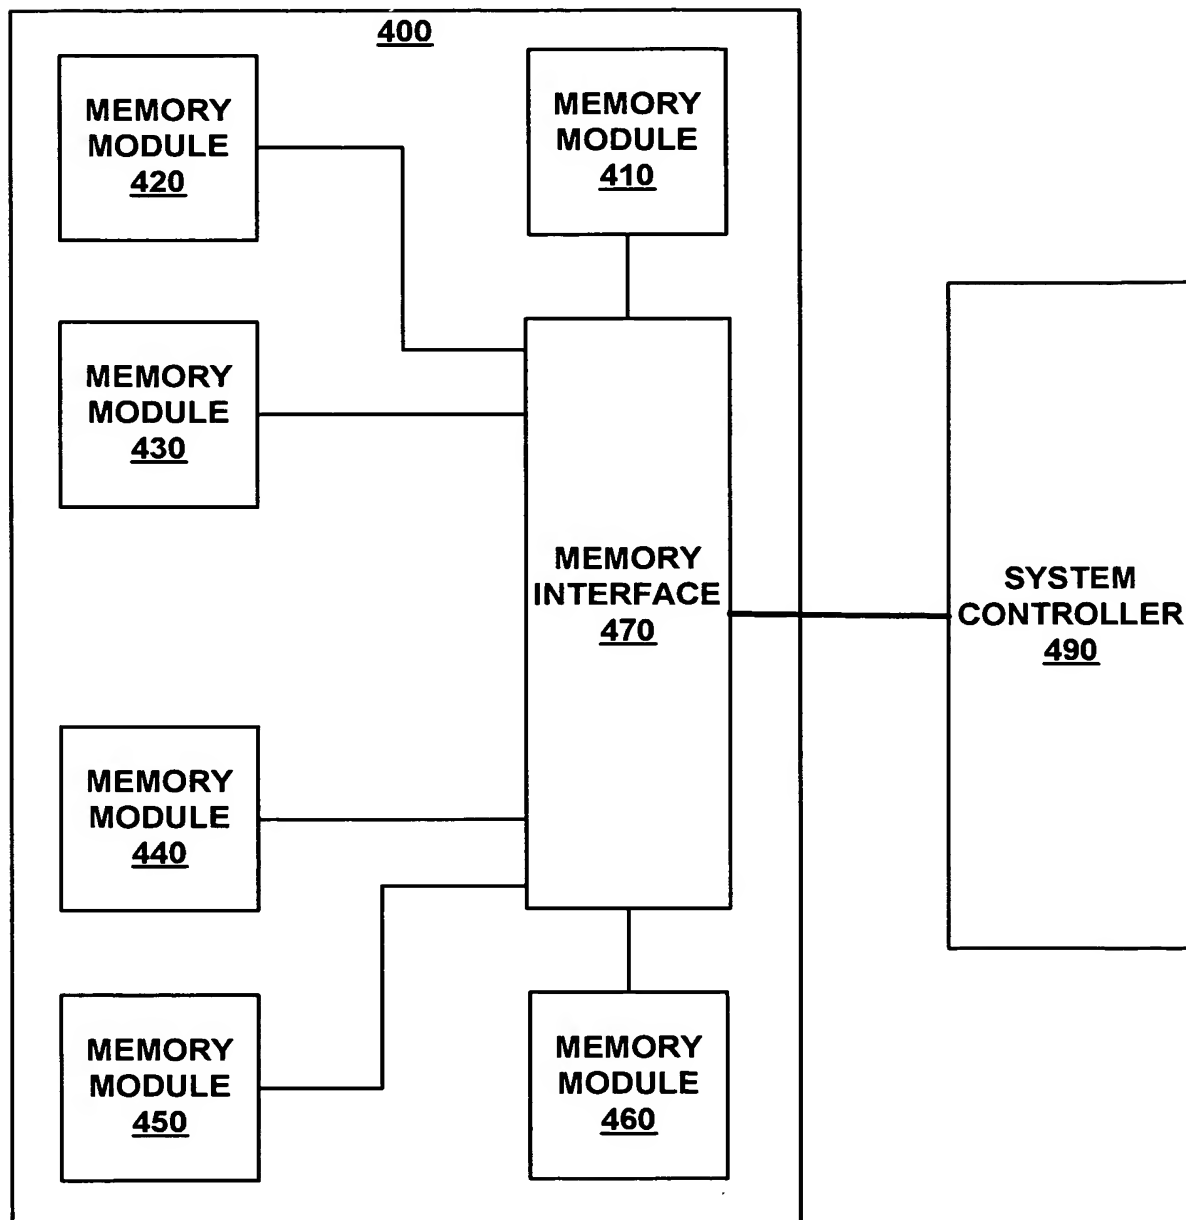 400
MEMORY
MODULE
420
MEMORY
MODULE
410
MEMORY
MODULE
430
MEMORY
INTERFACE
470
SYSTEM
CONTROLLER
490
MEMORY
MODULE
440
MEMORY
MODULE
450
MEMORY
MODULE
460